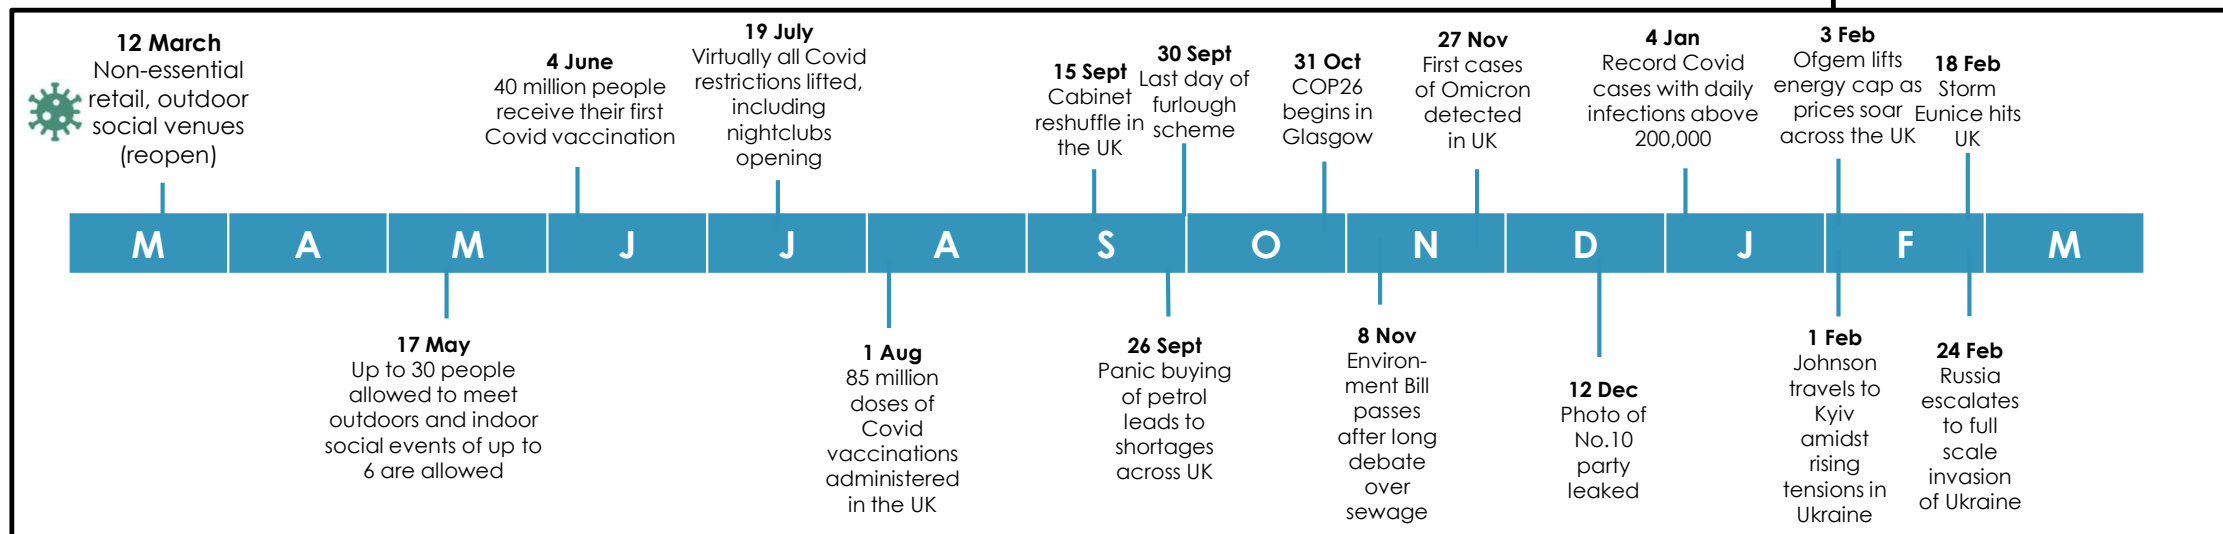 12 March
Non-essential
retail, outdoor
social venues
(reopen)
4 June
40 million people
receive their first
Covid vaccination
19 July
Virtually all Covid
restrictions lifted,
including
nightclubs
opening
15 Sept
Cabinet
reshuffle in
the UK
30 Sept
Last day of
furlough
scheme
31 Oct
COP26
begins in
Glasgow
27 Nov
First cases
of Omicron
detected
in UK
4 Jan
Record Covid
cases with daily
infections above
200,000
3 Feb
Ofgem lifts
energy cap as
prices soar
across the UK
18 Feb
Storm
Eunice hits
UK
M A M J J A S O N D J F M
17 May
Up to 30 people
allowed to meet
outdoors and indoor
social events of up to
6 are allowed
1 Aug
85 million
doses of
Covid
vaccinations
administered
in the UK
26 Sept
Panic buying
of petrol
leads to
shortages
across UK
8 Nov
Environ-
ment Bill
passes
after long
debate
over
sewage
12 Dec
Photo of
No.10
party
leaked
1 Feb
Johnson
travels to
Kyiv
amidst
rising
tensions in
Ukraine
24 Feb
Russia
escalates
to full
scale
invasion
of Ukraine